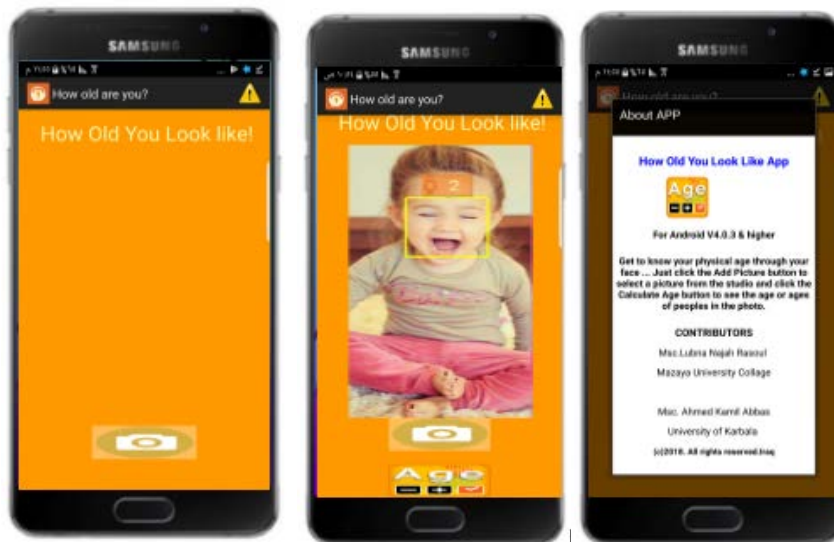 SAMSUNG
How old are you?
How Old You Look like!
SAMSUNG
How old are you?
How Old You Look like!
2
Age
SAMSUNG
How old are you?
About APP
How Old You Look Like App
Age
For Android V4.0.3 & higher
Get to know your physical age through your
face ... Just click the Add Picture button to
select a picture from the studio and click the
Calculate Age button to see the age or ages
of peoples in the photo.
CONTRIBUTORS
Msc.Lubna Najah Rasoul
Mazaya University Collage
Msc. Ahmed Kamil Abbas
University of Karbala
(c)2018. All rights reserved.Iraq